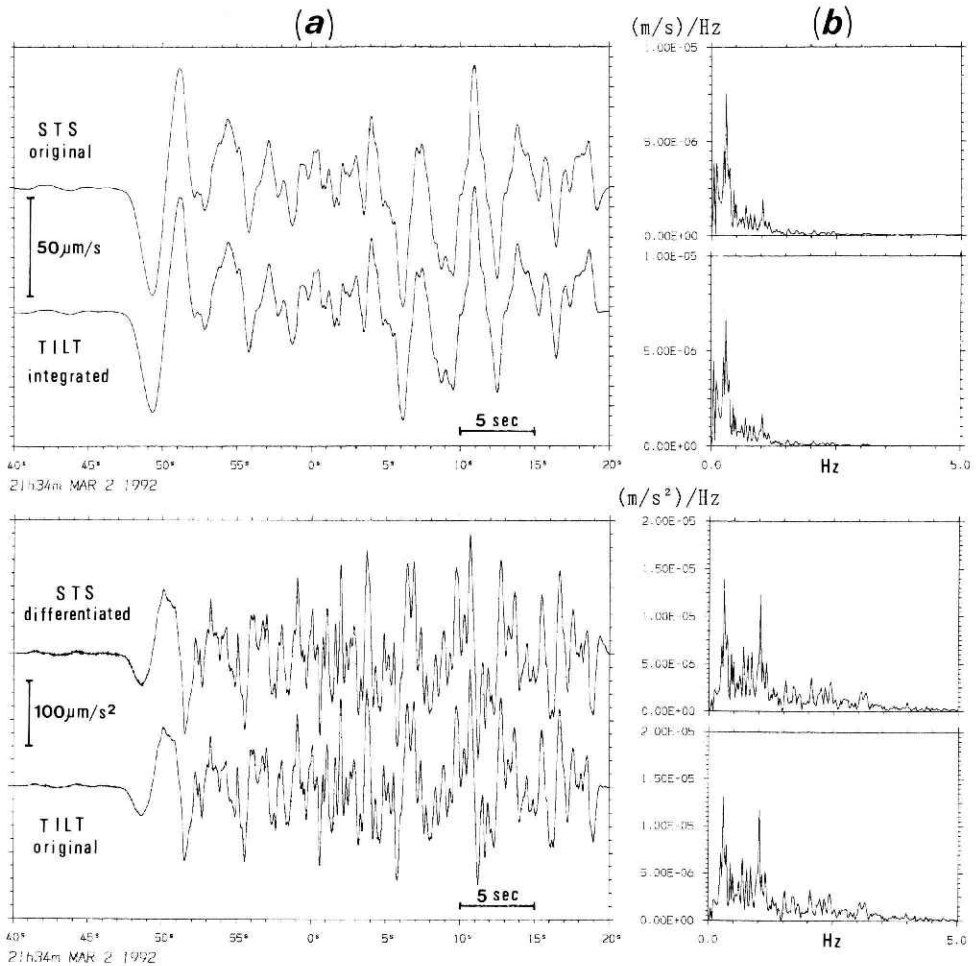 (a)
(b)
(m/s)/Hz
1.00E-05
5.00E-06
0.00E+00
STS
original
50μm/s
TILT
integrated
5 sec
40s 45s 50s 55s 0s 5s 10s 15s 20s
21h34m MAR 2 1992
1.00E-05
5.00E-06
0.00E+00
0.0 Hz 5.0
(m/s²)/Hz
2.00E-05
1.50E-05
1.00E-05
5.00E-06
0.00E+00
STS
differentiated
100μm/s²
TILT
original
5 sec
40s 45s 50s 55s 0s 5s 10s 15s 20s
21h34m MAR 2 1992
2.00E-05
1.50E-05
1.00E-05
5.00E-06
0.00E+00
0.0 Hz 5.0